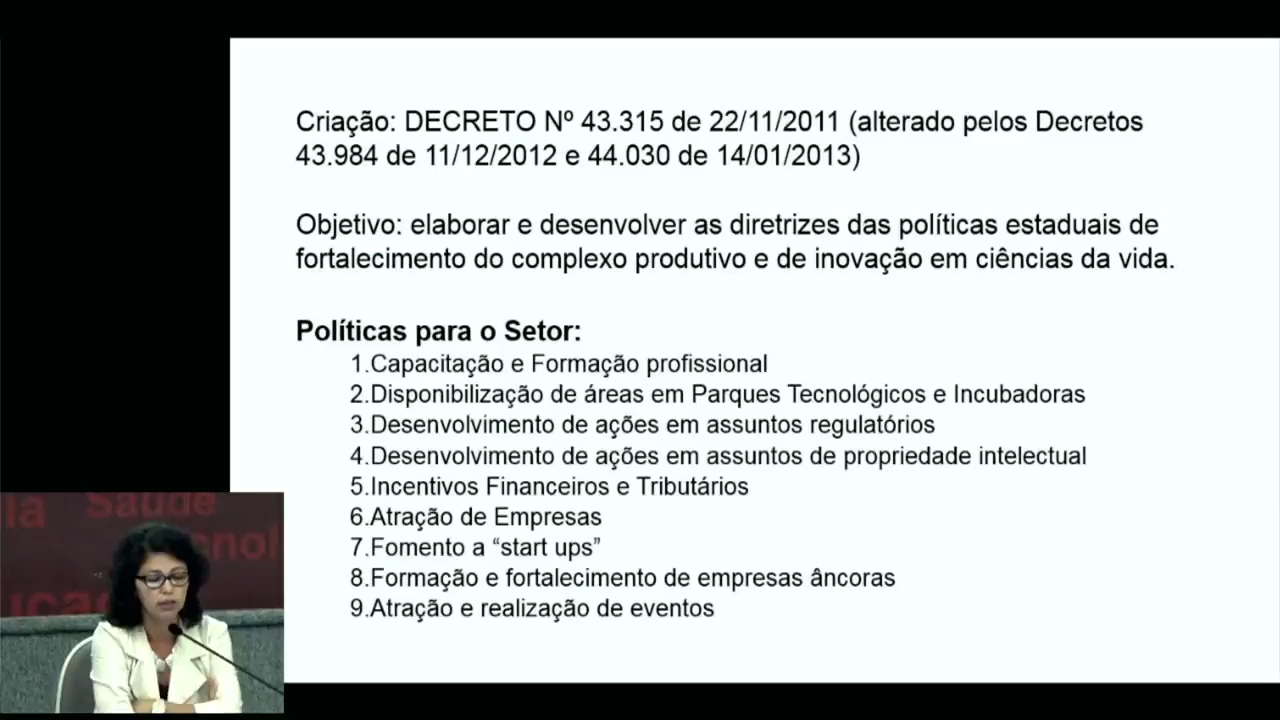 Criação: DECRETO Nº 43.315 de 22/11/2011 (alterado pelos Decretos
43.984 de 11/12/2012 e 44.030 de 14/01/2013)
Objetivo: elaborar e desenvolver as diretrizes das políticas estaduais de
fortalecimento do complexo produtivo e de inovação em ciências da vida.
Políticas para o Setor:
1.Capacitação e Formação profissional
2.Disponibilização de áreas em Parques Tecnológicos e Incubadoras
3.Desenvolvimento de ações em assuntos regulatórios
4.Desenvolvimento de ações em assuntos de propriedade intelectual
5.Incentivos Financeiros e Tributários
6.Atração de Empresas
7.Fomento a “start ups”
8.Formação e fortalecimento de empresas âncoras
9.Atração e realização de eventos
ia Saúde
cnol
ucaç